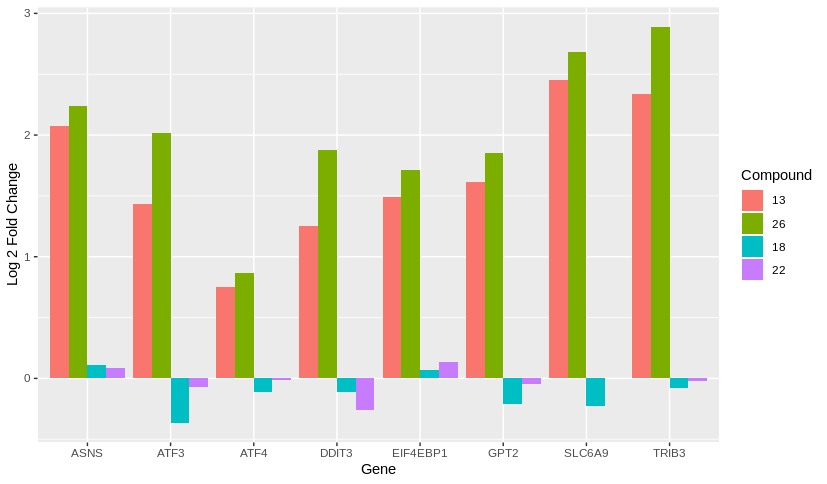 Log 2 Fold Change
3
2
1
0
ASNS ATF3 ATF4 DDIT3 EIF4EBP1 GPT2 SLC6A9 TRIB3
Gene
Compound
13
26
18
22